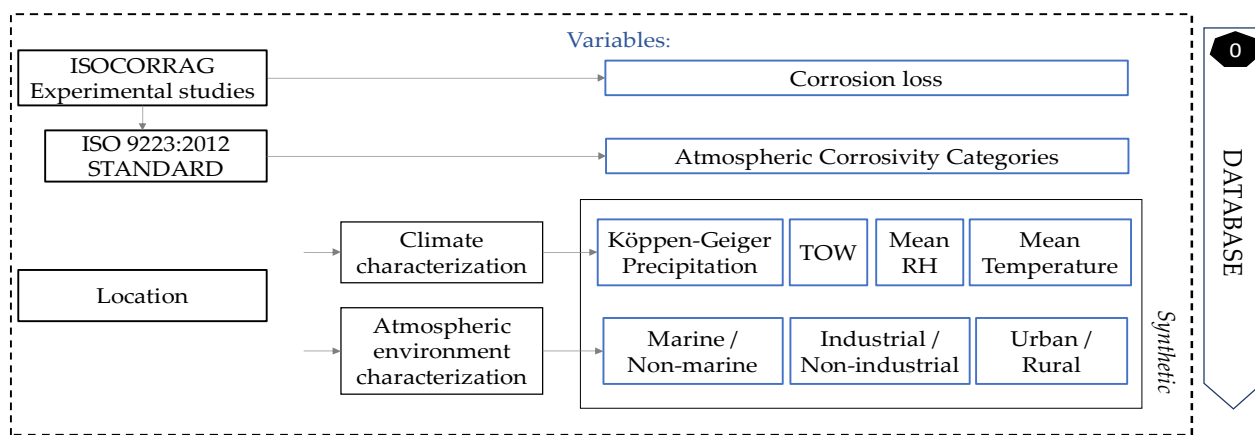 Variables:
ISOCORRAG
Experimental studies
Corrosion loss
ISO 9223:2012
STANDARD
Atmospheric Corrosivity Categories
Location
Climate
characterization
Köppen-Geiger
Precipitation
TOW
Mean
RH
Mean
Temperature
Atmospheric
environment
characterization
Marine /
Non-marine
Industrial /
Non-industrial
Urban /
Rural
Synthetic
0
DATABASE